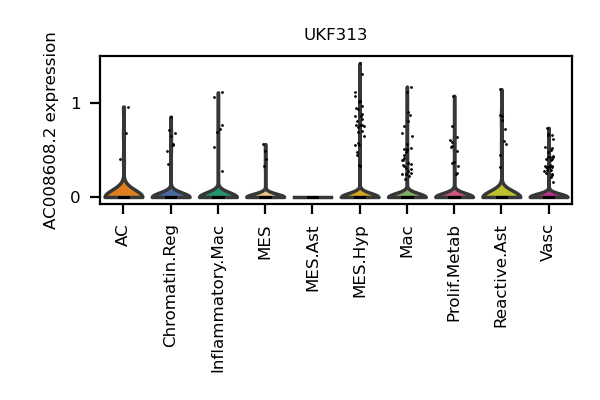 UKF313
AC008608.2 expression
1
0
AC
Chromatin.Reg
Inflammatory.Mac
MES
MES.Ast
MES.Hyp
Mac
Prolif.Metab
Reactive.Ast
Vasc